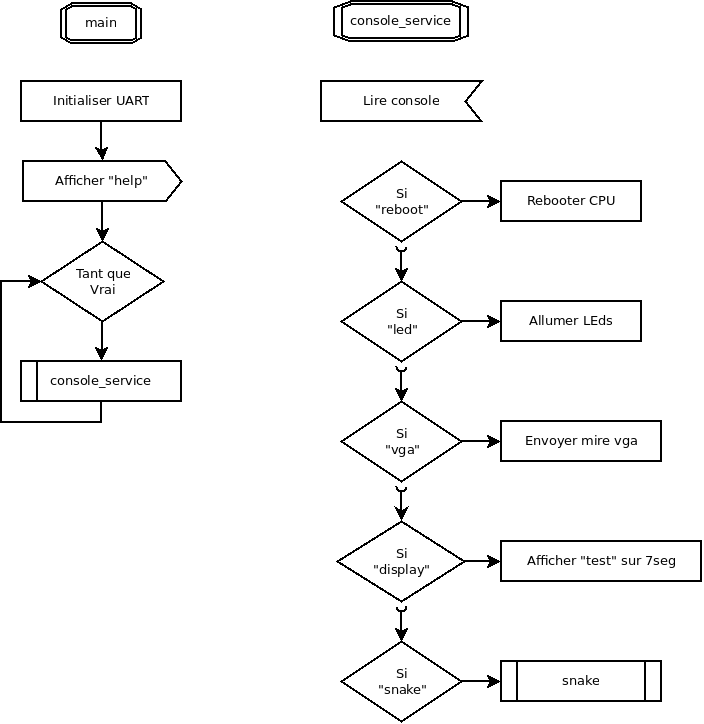 main
Initialiser UART
Afficher "help"
Tant que
Vrai
console_service
console_service
Lire console
Si
"reboot"
Rebooter CPU
Si
"led"
Allumer LEds
Si
"vga"
Envoyer mire vga
Si
"display"
Afficher "test" sur 7seg
Si
"snake"
snake